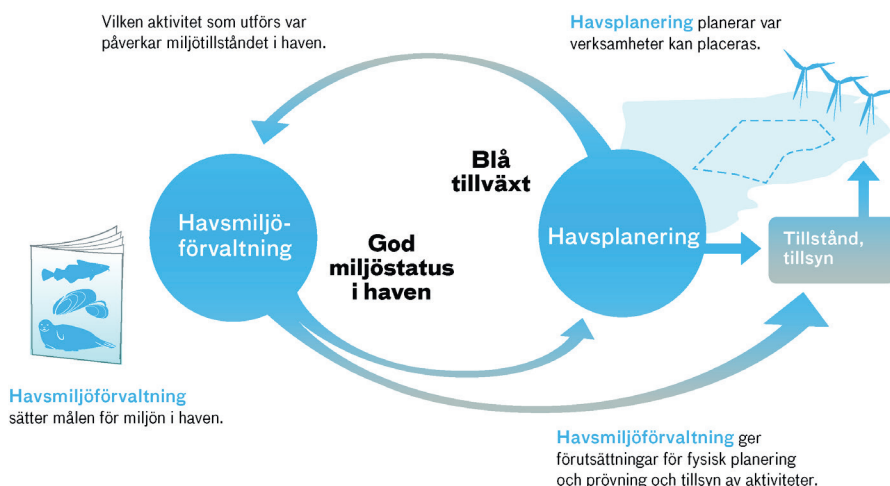 Vilken aktivitet som utförs var
påverkar miljötillståndet i haven.
Havsplanering planerar var
verksamheter kan placeras.
Blå
tillväxt
Havsmiljö-
förvaltning
God
miljöstatus
i haven
Havsplanering
Tillstånd,
tillsyn
Havsmiljöförvaltning
sätter målen för miljön i haven.
Havsmiljöförvaltning ger
förutsättningar för fysisk planering
och prövning och tillsyn av aktiviteter.